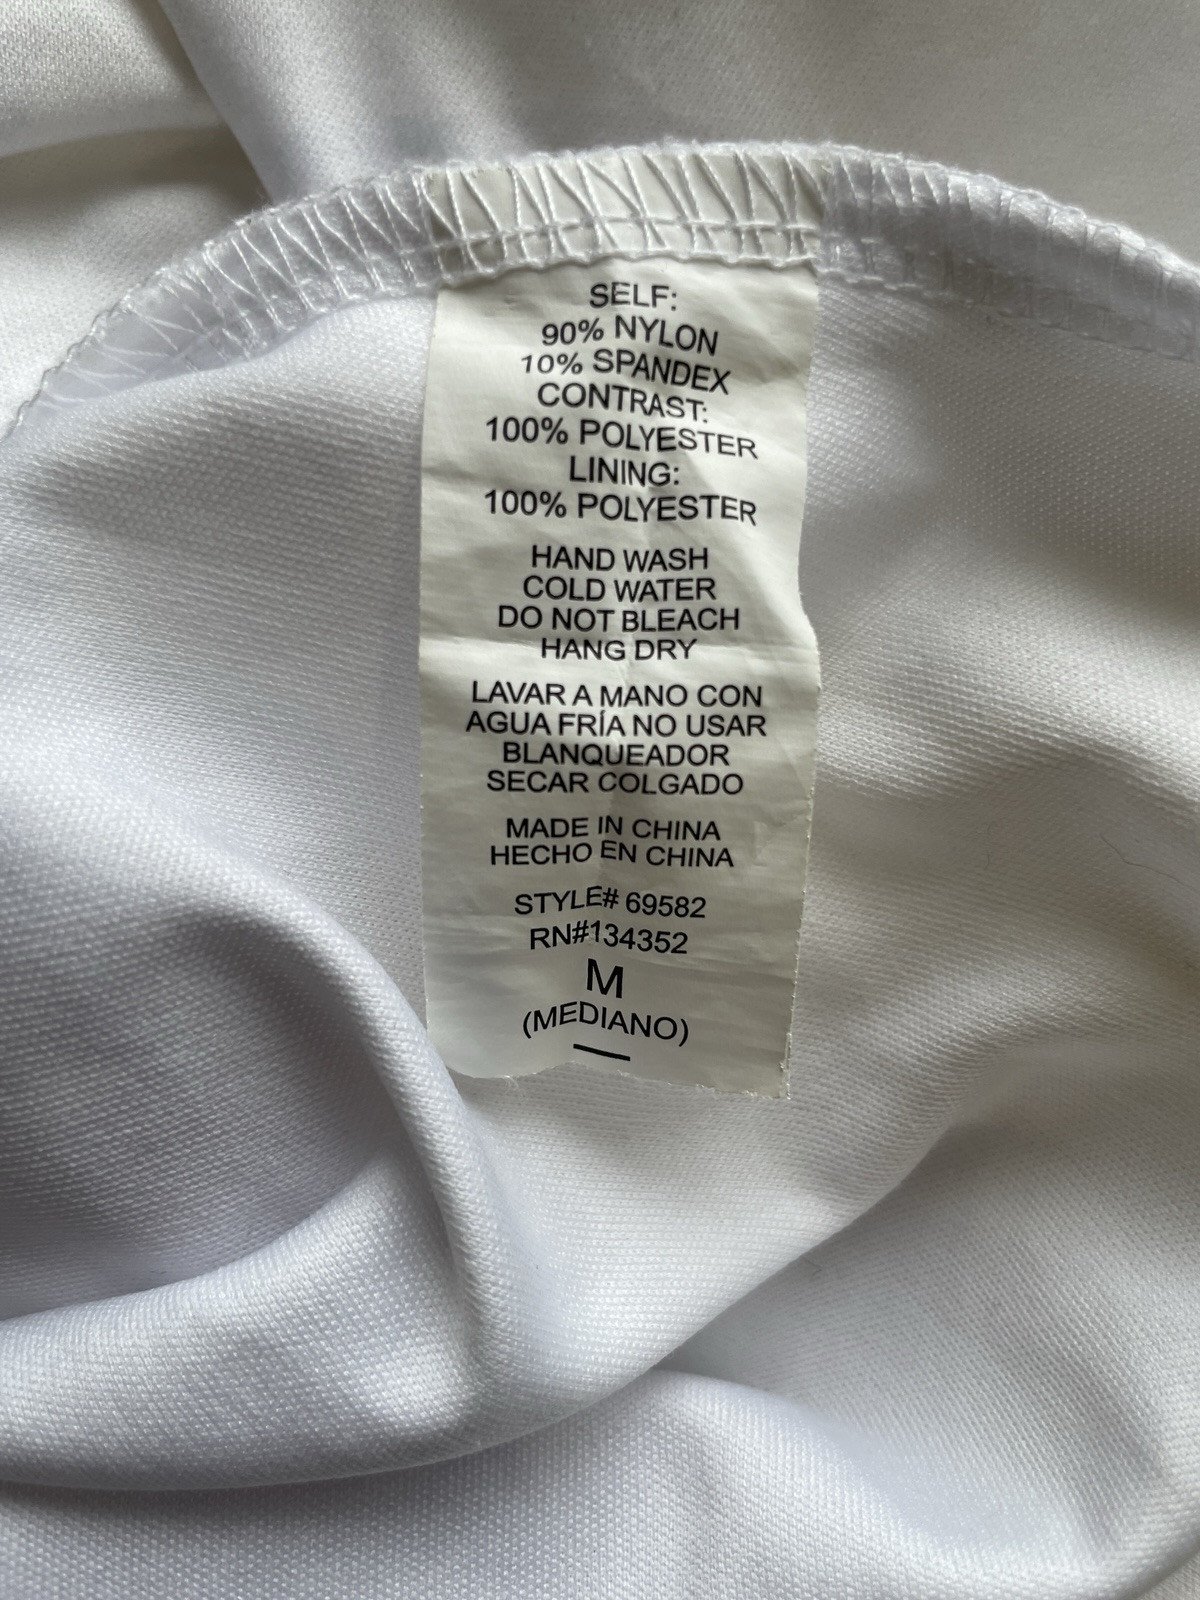 SELF:
90% NYLON
10% SPANDEX
CONTRAST:
100% POLYESTER
LINING:
100% POLYESTER
HAND WASH
COLD WATER
DO NOT BLEACH
HANG DRY
LAVAR A MANO CON
AGUA FRÍA NO USAR
BLANQUEADOR
SECAR COLGADO
MADE IN CHINA
HECHO EN CHINA
STYLE# 69582
RN#134352
M
(MEDIANO)